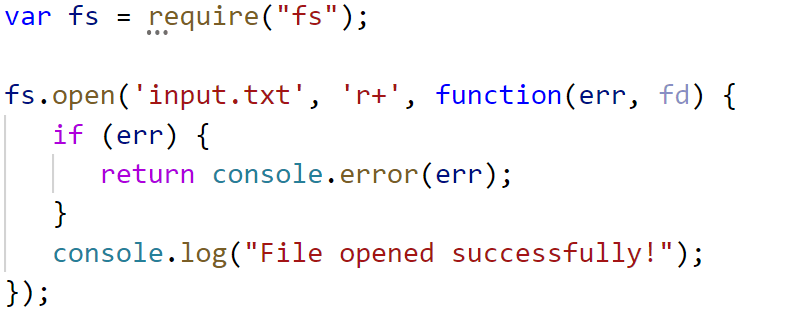 var fs = require("fs");

fs.open('input.txt', 'r+', function(err, fd) {
   if (err) {
      return console.error(err);
   }
   console.log("File opened successfully!");
});